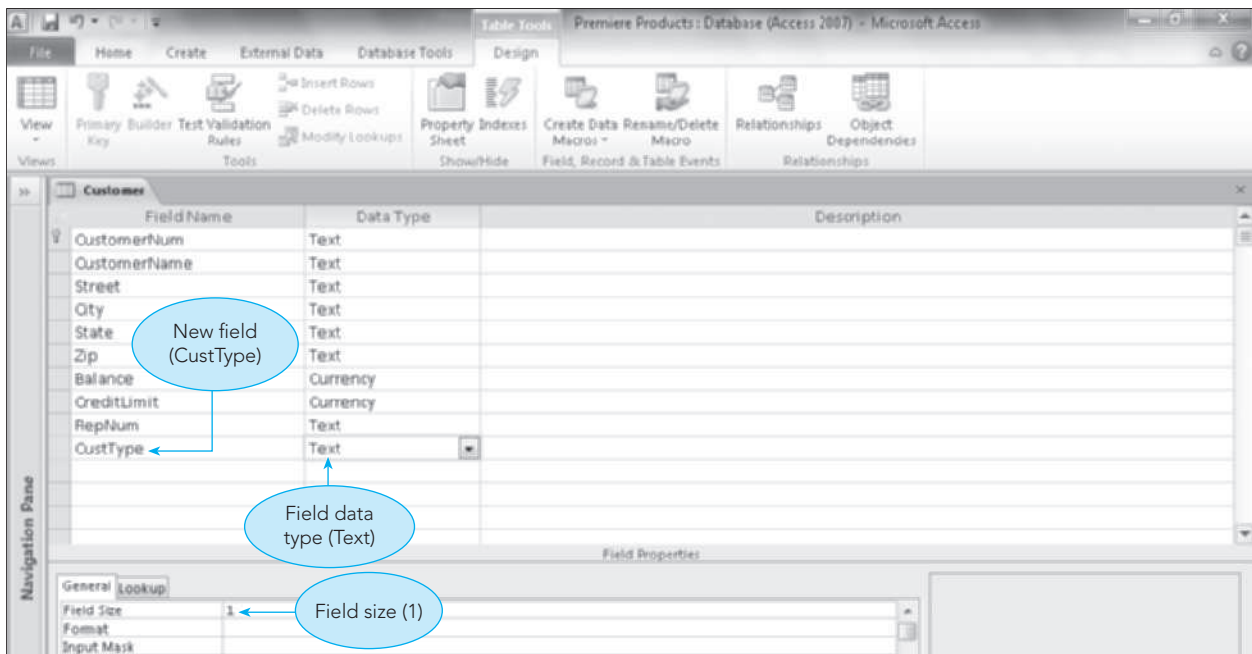 Table Tools Premiere Products : Database (Access 2007) - Microsoft Access
File Home Create External Data Database Tools Design
View
Views
Primary Key
Builder
Test Validation Rules
Insert Rows
Delete Rows
Modify Lookups
Tools
Property Sheet
Indexes
Show/Hide
Create Data Macros
Rename/Delete Macro
Field, Record & Table Events
Relationships
Object Dependencies
Relationships
Customer
Field Name Data Type Description
CustomerNum Text
CustomerName Text
Street Text
City Text
State Text
Zip Text
Balance Currency
CreditLimit Currency
RepNum Text
CustType Text
New field
(CustType)
Field data
type (Text)
Navigation Pane
Field Properties
General Lookup
Field Size 1
Field size (1)
Format
Input Mask